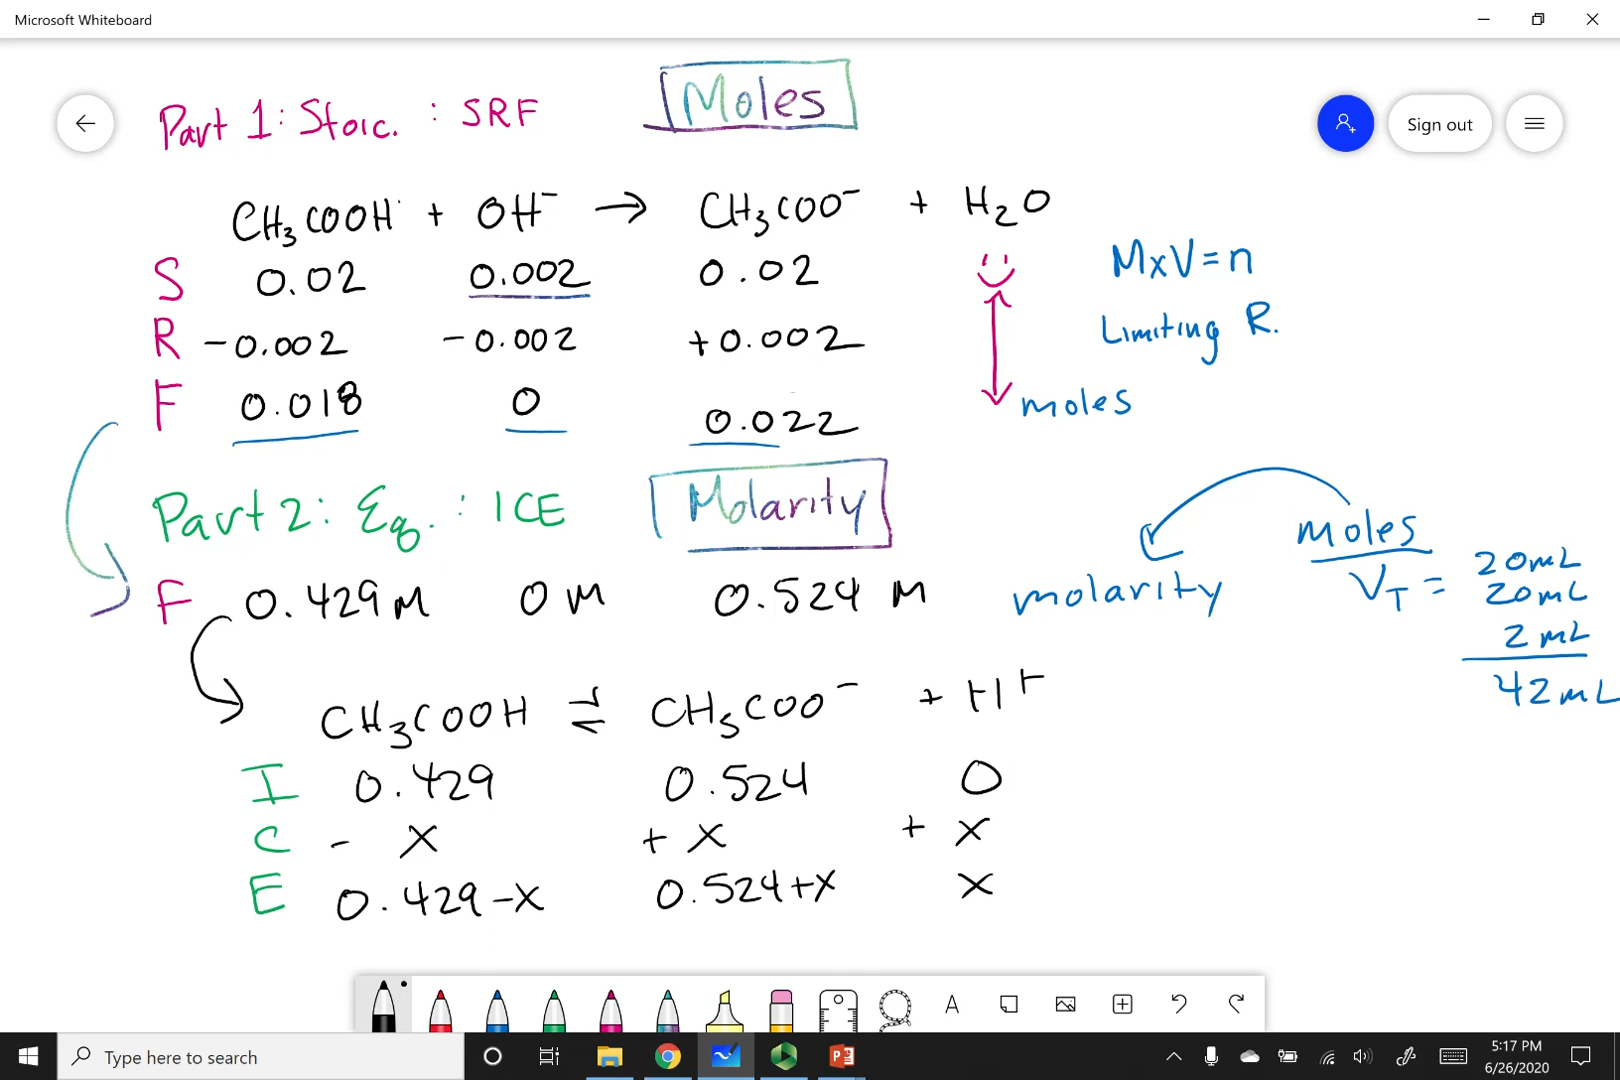 Microsoft Whiteboard
Part 1: Stoic. : SRF
Moles
Sign out
CH₃COOH + OH⁻ → CH₃COO⁻ + H₂O
S 0.02 0.002 0.02
MxV=n
R -0.002 -0.002 +0.002
Limiting R.
F 0.018 0 0.022
moles
Part 2: Eq. : ICE
Molarity
moles
V_T = 20mL
20mL
2mL
42mL
molarity
F 0.429M 0 M 0.524 M
CH₃COOH ⇌ CH₃COO⁻ + H⁺
I 0.429 0.524 0
C - x + x + x
E 0.429-x 0.524+x x
A
Type here to search
5:17 PM
6/26/2020